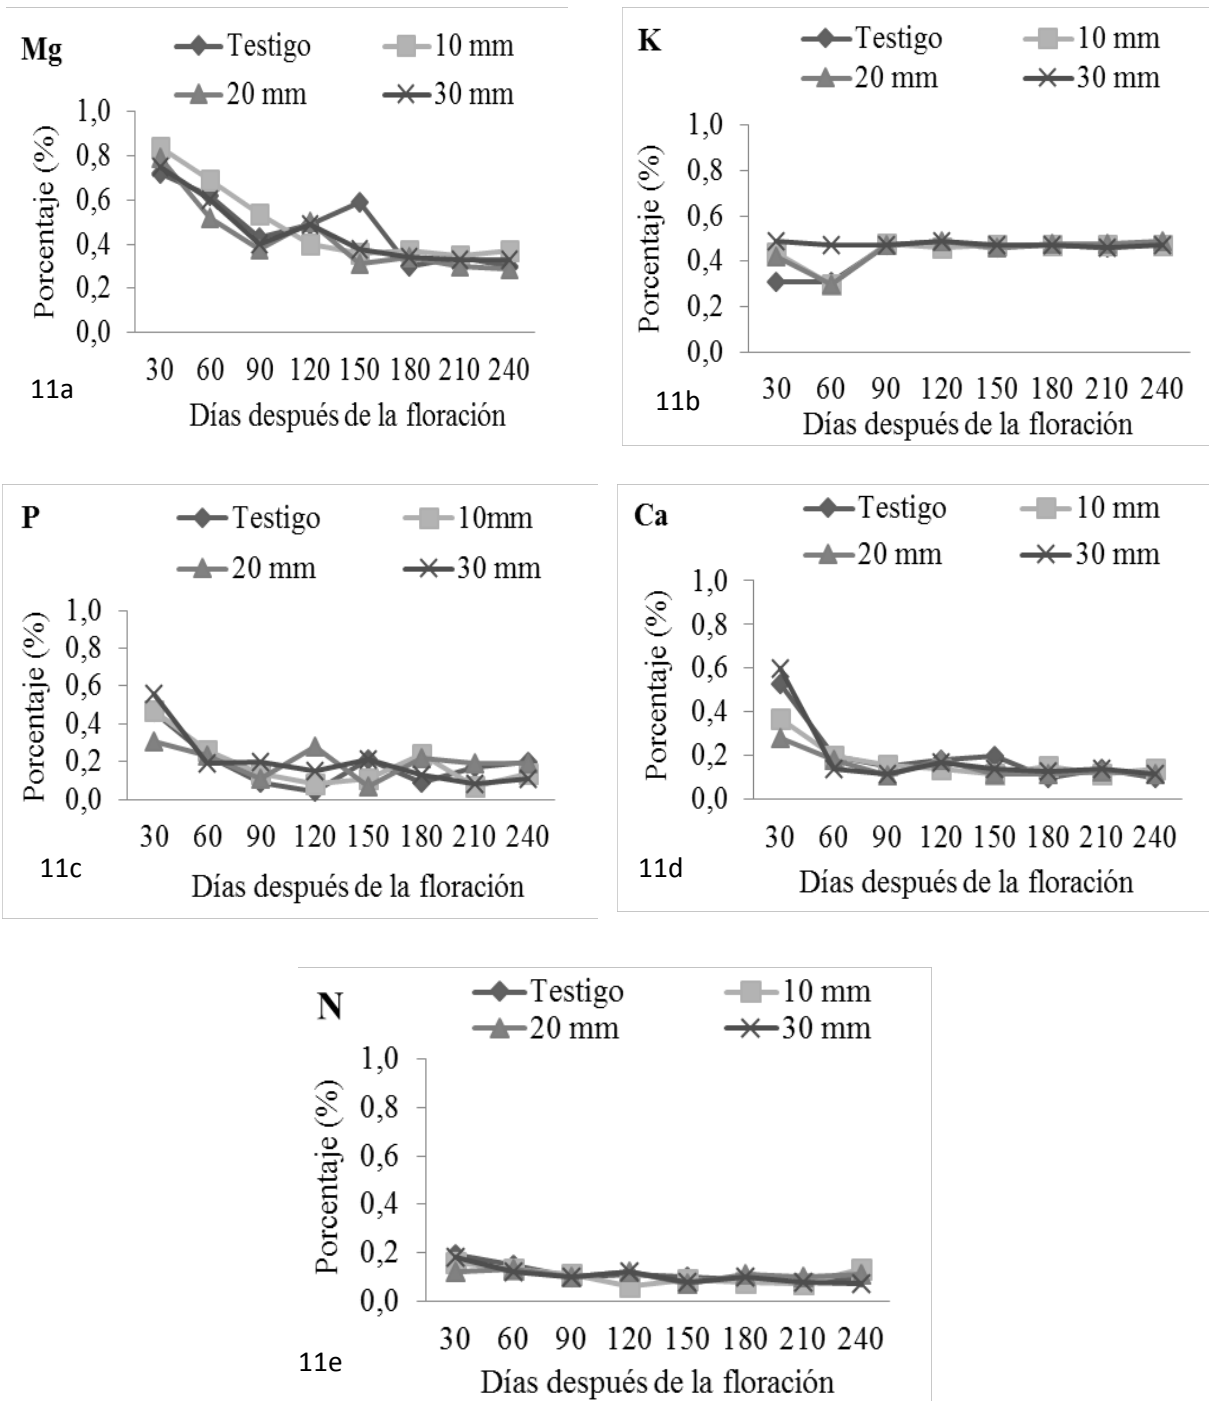 Mg
Testigo
10 mm
20 mm
30 mm
Porcentaje (%)
1,0
0,8
0,6
0,4
0,2
0,0
30 60 90 120 150 180 210 240
Días después de la floración
11a
K
Testigo
10 mm
20 mm
30 mm
Porcentaje (%)
1,0
0,8
0,6
0,4
0,2
0,0
30 60 90 120 150 180 210 240
Días después de la floración
11b
P
Testigo
10mm
20 mm
30 mm
Porcentaje (%)
1,0
0,8
0,6
0,4
0,2
0,0
30 60 90 120 150 180 210 240
Días después de la floración
11c
Ca
Testigo
10 mm
20 mm
30 mm
Porcentaje (%)
1,0
0,8
0,6
0,4
0,2
0,0
30 60 90 120 150 180 210 240
Días después de la floración
11d
N
Testigo
10 mm
20 mm
30 mm
Porcentaje (%)
1,0
0,8
0,6
0,4
0,2
0,0
30 60 90 120 150 180 210 240
Días después de la floración
11e